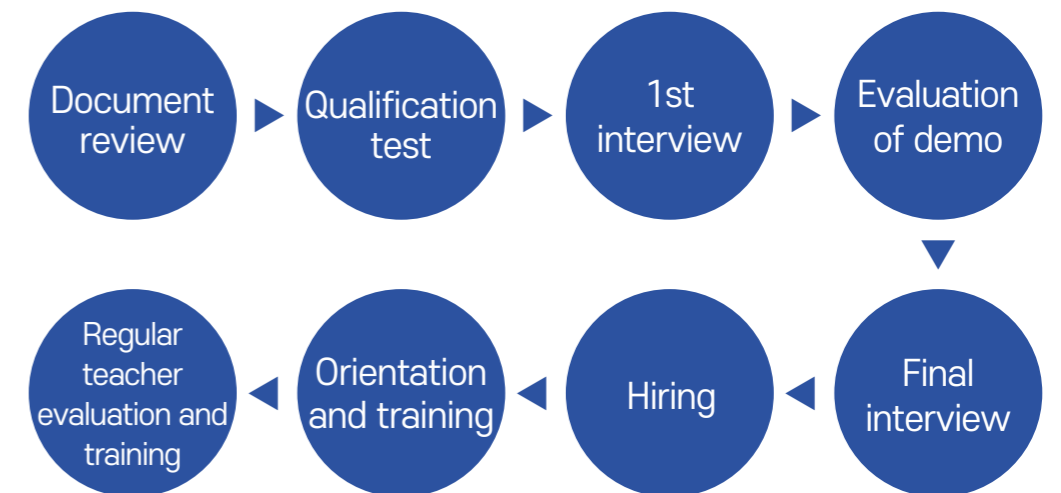 Document
review
Qualification
test
1st
interview
Evaluation
of demo
Final
interview
Hiring
Orientation
and training
Regular
teacher
evaluation and
training